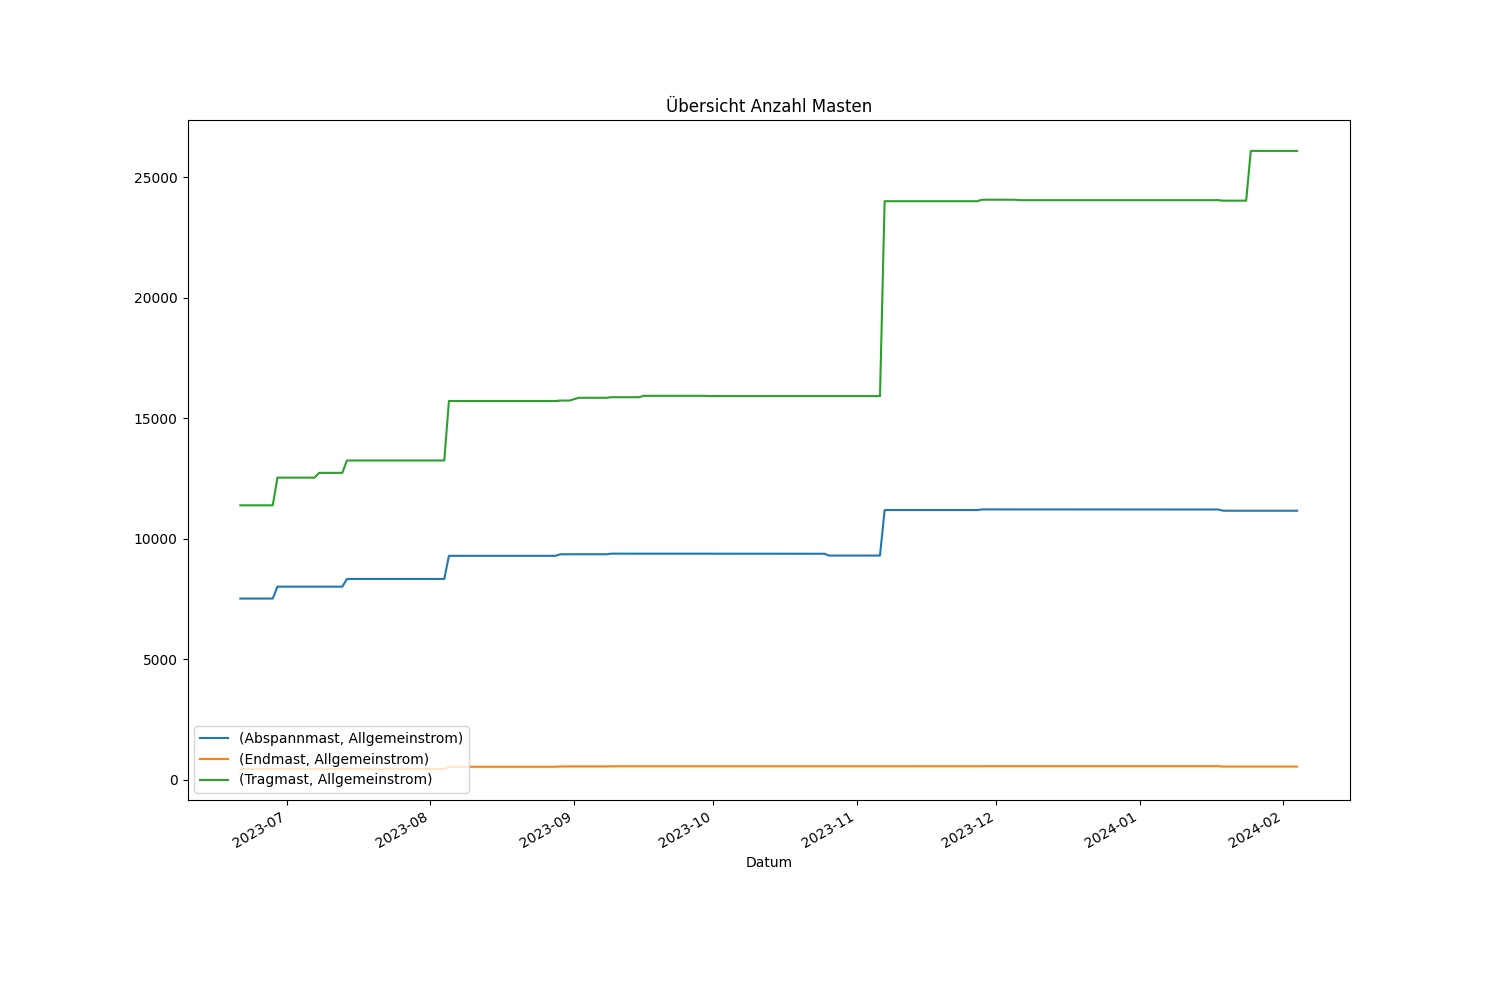 Übersicht Anzahl Masten
25000
20000
15000
10000
5000
0
(Abspannmast, Allgemeinstrom)
(Endmast, Allgemeinstrom)
(Tragmast, Allgemeinstrom)
2023-07
2023-08
2023-09
2023-10
2023-11
2023-12
2024-01
2024-02
Datum